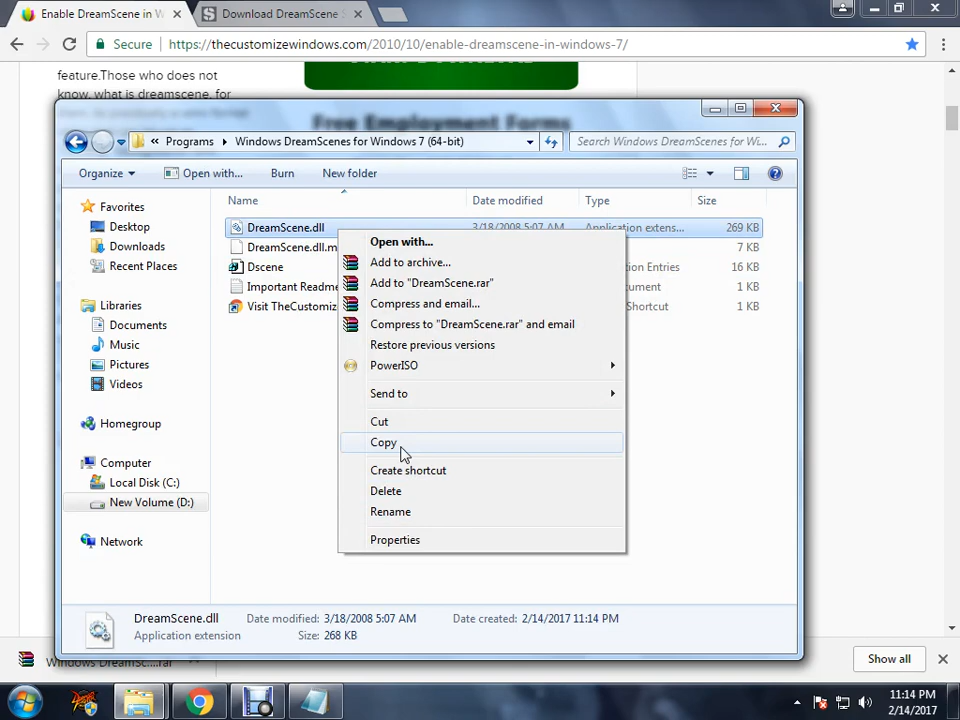 Enable DreamScene in W
Download DreamScene S
Secure
https://thecustomizewindows.com/2010/10/enable-dreamscene-in-windows-7/
feature.Those who does not
know, what is dreamscene, for
Free Employment Forms
Programs
Windows DreamScenes for Windows 7 (64-bit)
Search Windows DreamScenes for Wi...
Organize
Open with...
Burn
New folder
Name
Date modified
Type
Size
Favorites
Desktop
Downloads
Recent Places
Libraries
Documents
Music
Pictures
Videos
Homegroup
Computer
Local Disk (C:)
New Volume (D:)
Network
DreamScene.dll 3/18/2008 5:07 AM Application extens... 269 KB
DreamScene.dll.m 7 KB
Dscene ation Entries 16 KB
Important Readme ument 1 KB
Visit TheCustomiz Shortcut 1 KB
Open with...
Add to archive...
Add to "DreamScene.rar"
Compress and email...
Compress to "DreamScene.rar" and email
Restore previous versions
PowerISO
Send to
Cut
Copy
Create shortcut
Delete
Rename
Properties
DreamScene.dll Date modified: 3/18/2008 5:07 AM Date created: 2/14/2017 11:14 PM
Application extension Size: 268 KB
Windows DreamSc....rar
Show all
11:14 PM
2/14/2017